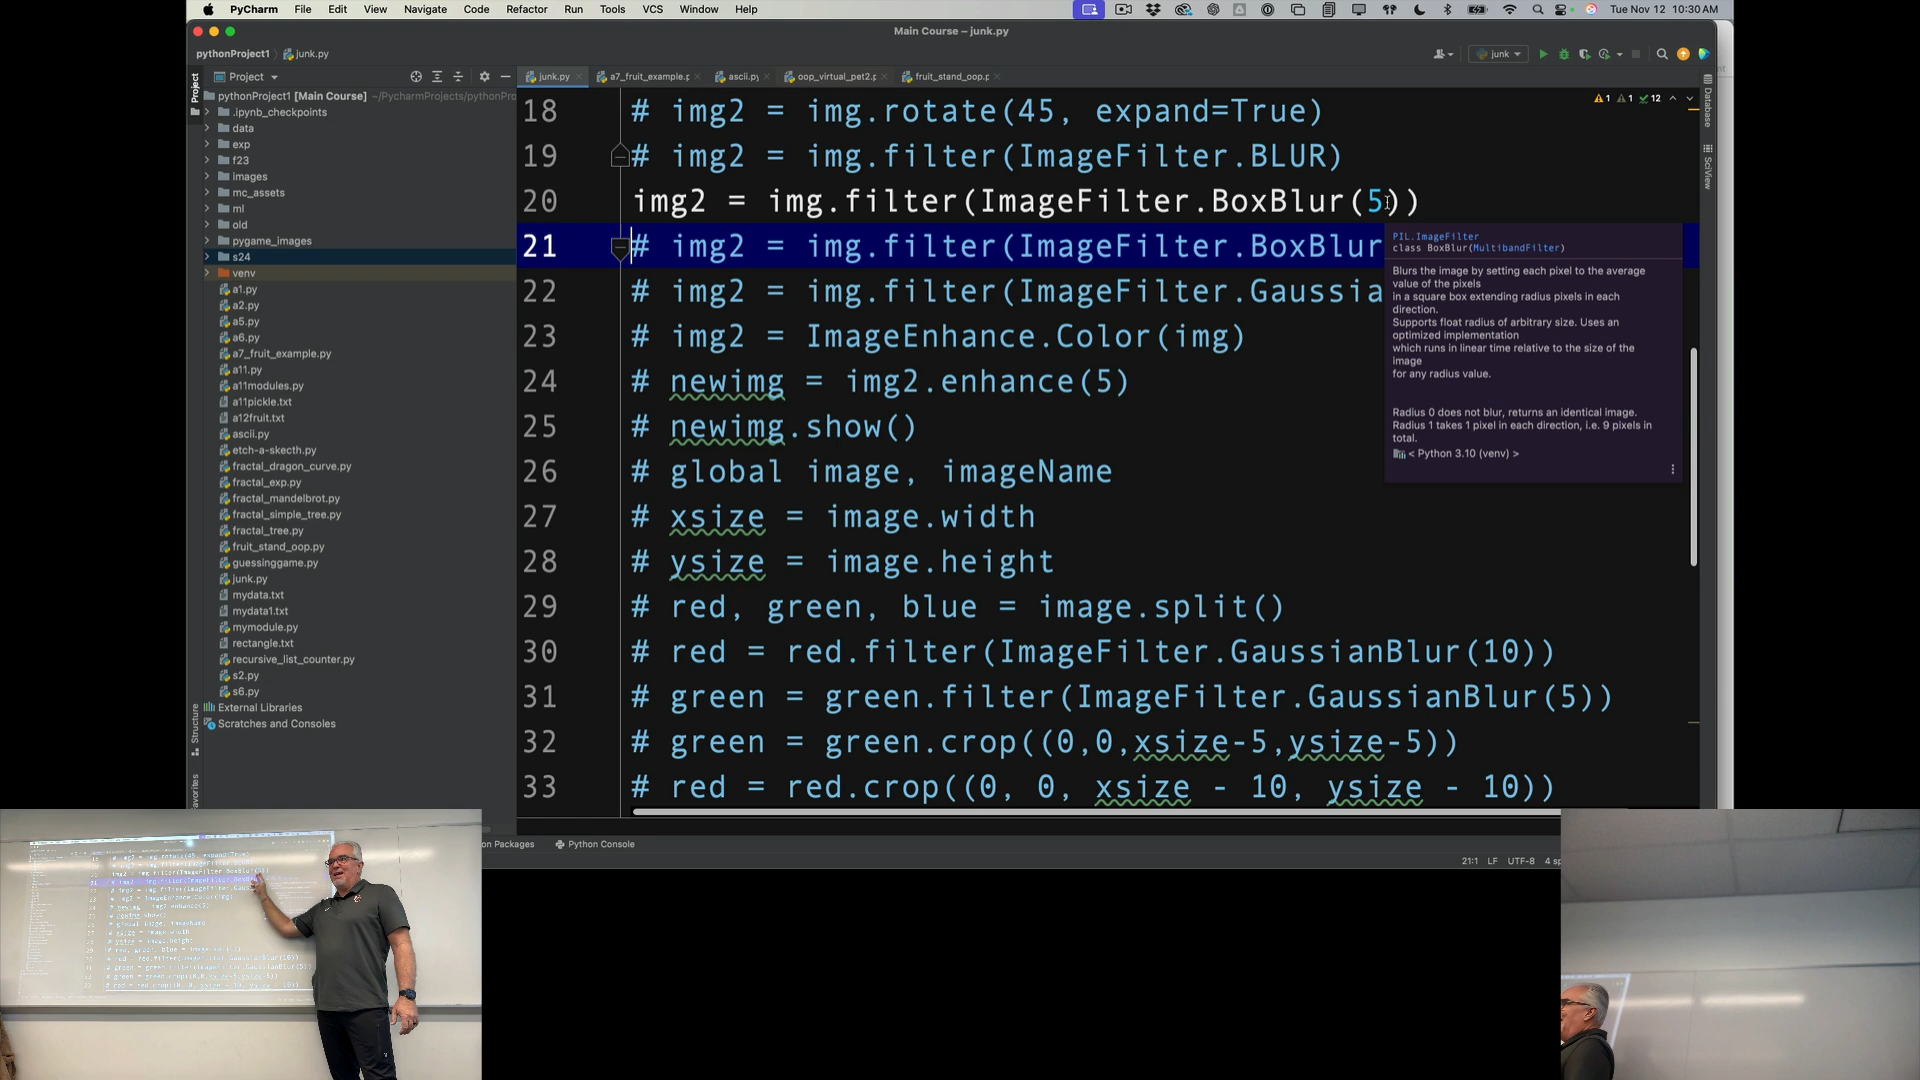 PyCharm File Edit View Navigate Code Refactor Run Tools VCS Window Help
Tue Nov 12 10:30 AM
Main Course – junk.py
pythonProject1 junk.py
junk
Project
junk.py a7_fruit_example.p ascii.py oop_virtual_pet2.p fruit_stand_oop.p
pythonProject1 [Main Course] ~/PycharmProjects/pythonPro
.ipynb_checkpoints
data
exp
f23
images
mc_assets
ml
old
pygame_images
s24
venv
a1.py
a2.py
a5.py
a6.py
a7_fruit_example.py
a11.py
a11modules.py
a11pickle.txt
a12fruit.txt
ascii.py
etch-a-skecth.py
fractal_dragon_curve.py
fractal_exp.py
fractal_mandelbrot.py
fractal_simple_tree.py
fractal_tree.py
fruit_stand_oop.py
guessinggame.py
junk.py
mydata.txt
mydata1.txt
mymodule.py
rectangle.txt
recursive_list_counter.py
s2.py
s6.py
External Libraries
Scratches and Consoles
Project
Structure
avorites
1 1 12
18 # img2 = img.rotate(45, expand=True)
19 # img2 = img.filter(ImageFilter.BLUR)
20 img2 = img.filter(ImageFilter.BoxBlur(5))
21 # img2 = img.filter(ImageFilter.BoxBlur
22 # img2 = img.filter(ImageFilter.Gaussia
23 # img2 = ImageEnhance.Color(img)
24 # newimg = img2.enhance(5)
25 # newimg.show()
26 # global image, imageName
27 # xsize = image.width
28 # ysize = image.height
29 # red, green, blue = image.split()
30 # red = red.filter(ImageFilter.GaussianBlur(10))
31 # green = green.filter(ImageFilter.GaussianBlur(5))
32 # green = green.crop((0,0,xsize-5,ysize-5))
33 # red = red.crop((0, 0, xsize - 10, ysize - 10))
PIL.ImageFilter
class BoxBlur(MultibandFilter)
Blurs the image by setting each pixel to the average
value of the pixels
in a square box extending radius pixels in each
direction.
Supports float radius of arbitrary size. Uses an
optimized implementation
which runs in linear time relative to the size of the
image
for any radius value.
Radius 0 does not blur, returns an identical image.
Radius 1 takes 1 pixel in each direction, i.e. 9 pixels in
total.
< Python 3.10 (venv) >
Database
SciView
on Packages Python Console
21:1 LF UTF-8 4 sp